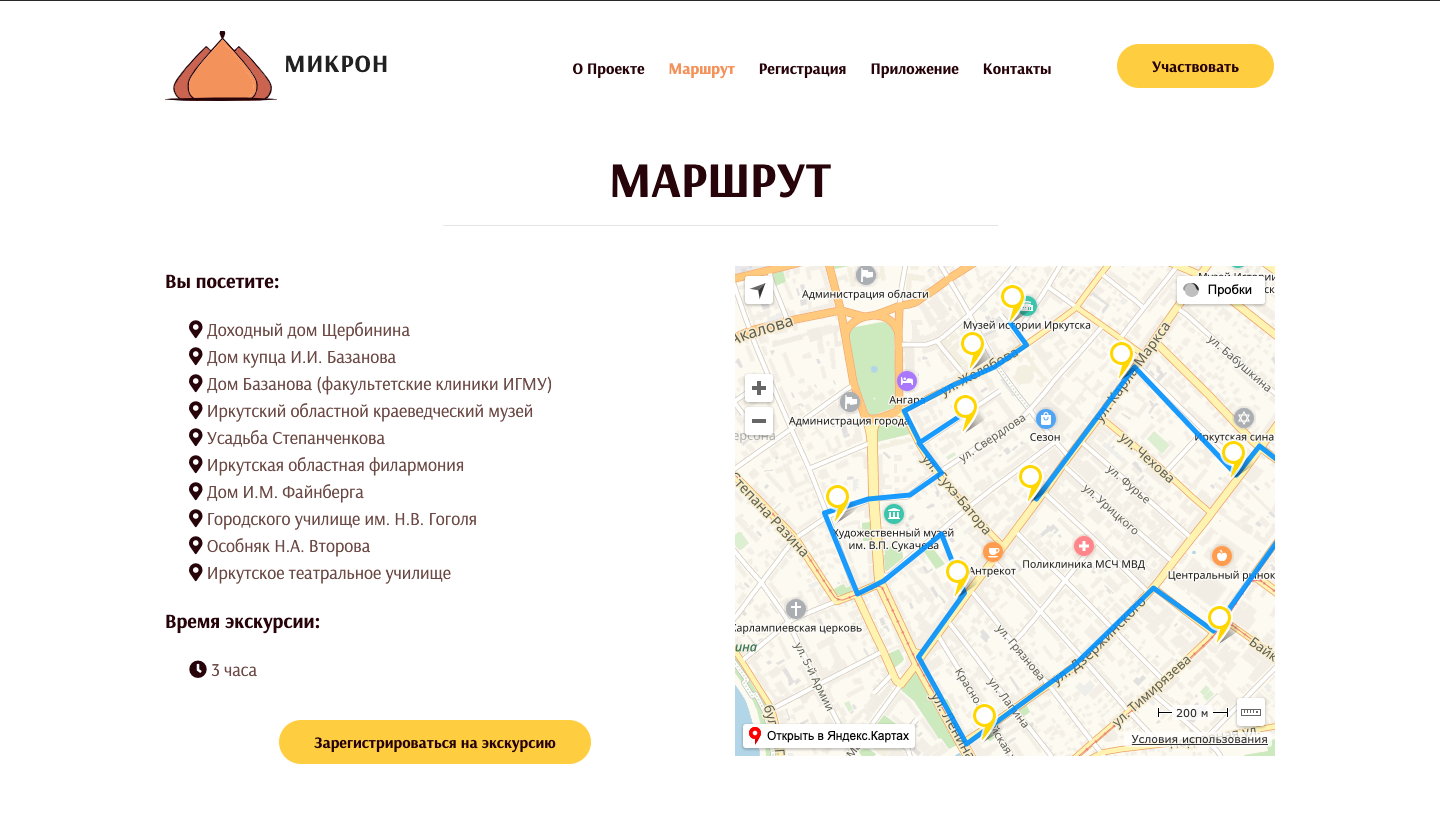 МИКРОН
О Проекте
Маршрут
Регистрация
Приложение
Контакты
Участвовать
МАРШРУТ
Вы посетите:
Доходный дом Щербинина
Дом купца И.И. Базанова
Дом Базанова (факультетские клиники ИГМУ)
Иркутский областной краеведческий музей
Усадьба Степанченкова
Иркутская областная филармония
Дом И.М. Файнберга
Городского училище им. Н.В. Гоголя
Особняк Н.А. Второва
Иркутское театральное училище
Время экскурсии:
3 часа
Зарегистрироваться на экскурсию
Администрация области
Пробки
Музей истории Иркутска
ул. Желябова
ул. Карла Маркса
ул. Бабушкина
Ангара
Администрация города
ул. Свердлова
Сезон
Иркутская сина
ул. Чехова
ул. Фурье
ул. Урицкого
ул. Сухэ-Батора
Степана Разина
Художественный музей
им. В.П. Сукачёва
Антрекот
Поликлиника МСЧ МВД
Центральный рынок
Харлампиевская церковь
ул. 5-й Армии
ул. Грязнова
ул. Дзержинского
ул. Лапина
ул. Тимирязева
ул. Ленина
200 м
Открыть в Яндекс.Картах
Условия использования